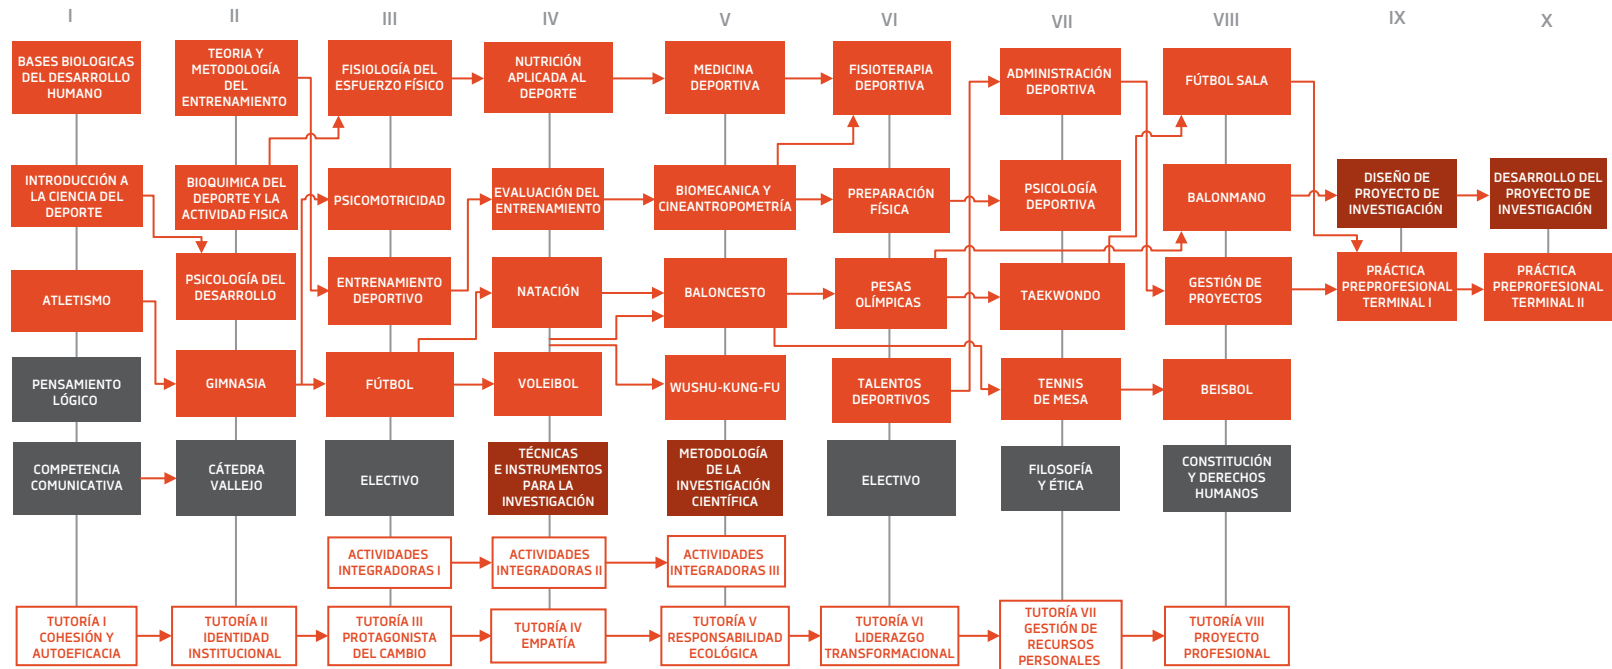 I
II
III
IV
V
VI
VII
VIII
IX
X
BASES BIOLOGICAS
DEL DESARROLLO
HUMANO
INTRODUCCIÓN A
LA CIENCIA DEL
DEPORTE
ATLETISMO
PENSAMIENTO
LÓGICO
COMPETENCIA
COMUNICATIVA
TUTORÍA I
COHESIÓN Y
AUTOEFICACIA
TEORIA Y
METODOLOGÍA
DEL
ENTRENAMIENTO
BIOQUIMICA DEL
DEPORTE Y LA
ACTIVIDAD FISICA
PSICOLOGÍA DEL
DESARROLLO
GIMNASIA
CÁTEDRA
VALLEJO
TUTORÍA II
IDENTIDAD
INSTITUCIONAL
FISIOLOGÍA DEL
ESFUERZO FÍSICO
PSICOMOTRICIDAD
ENTRENAMIENTO
DEPORTIVO
FÚTBOL
ELECTIVO
ACTIVIDADES
INTEGRADORAS I
TUTORÍA III
PROTAGONISTA
DEL CAMBIO
NUTRICIÓN
APLICADA AL
DEPORTE
EVALUACIÓN DEL
ENTRENAMIENTO
NATACIÓN
VOLEIBOL
TÉCNICAS
E INSTRUMENTOS
PARA LA
INVESTIGACIÓN
ACTIVIDADES
INTEGRADORAS II
TUTORÍA IV
EMPATÍA
MEDICINA
DEPORTIVA
BIOMECANICA Y
CINEANTROPOMETRÍA
BALONCESTO
WUSHU-KUNG-FU
METODOLOGÍA
DE LA
INVESTIGACIÓN
CIENTÍFICA
ACTIVIDADES
INTEGRADORAS III
TUTORÍA V
RESPONSABILIDAD
ECOLÓGICA
FISIOTERAPIA
DEPORTIVA
PREPARACIÓN
FÍSICA
PESAS
OLÍMPICAS
TALENTOS
DEPORTIVOS
ELECTIVO
TUTORÍA VI
LIDERAZGO
TRANSFORMACIONAL
ADMINISTRACIÓN
DEPORTIVA
PSICOLOGÍA
DEPORTIVA
TAEKWONDO
TENNIS
DE MESA
FILOSOFÍA
Y ÉTICA
TUTORÍA VII
GESTIÓN DE
RECURSOS
PERSONALES
FÚTBOL SALA
BALONMANO
GESTIÓN DE
PROYECTOS
BEISBOL
CONSTITUCIÓN
Y DERECHOS
HUMANOS
TUTORÍA VIII
PROYECTO
PROFESIONAL
DISEÑO DE
PROYECTO DE
INVESTIGACIÓN
PRÁCTICA
PREPROFESIONAL
TERMINAL I
DESARROLLO DEL
PROYECTO DE
INVESTIGACIÓN
PRÁCTICA
PREPROFESIONAL
TERMINAL II